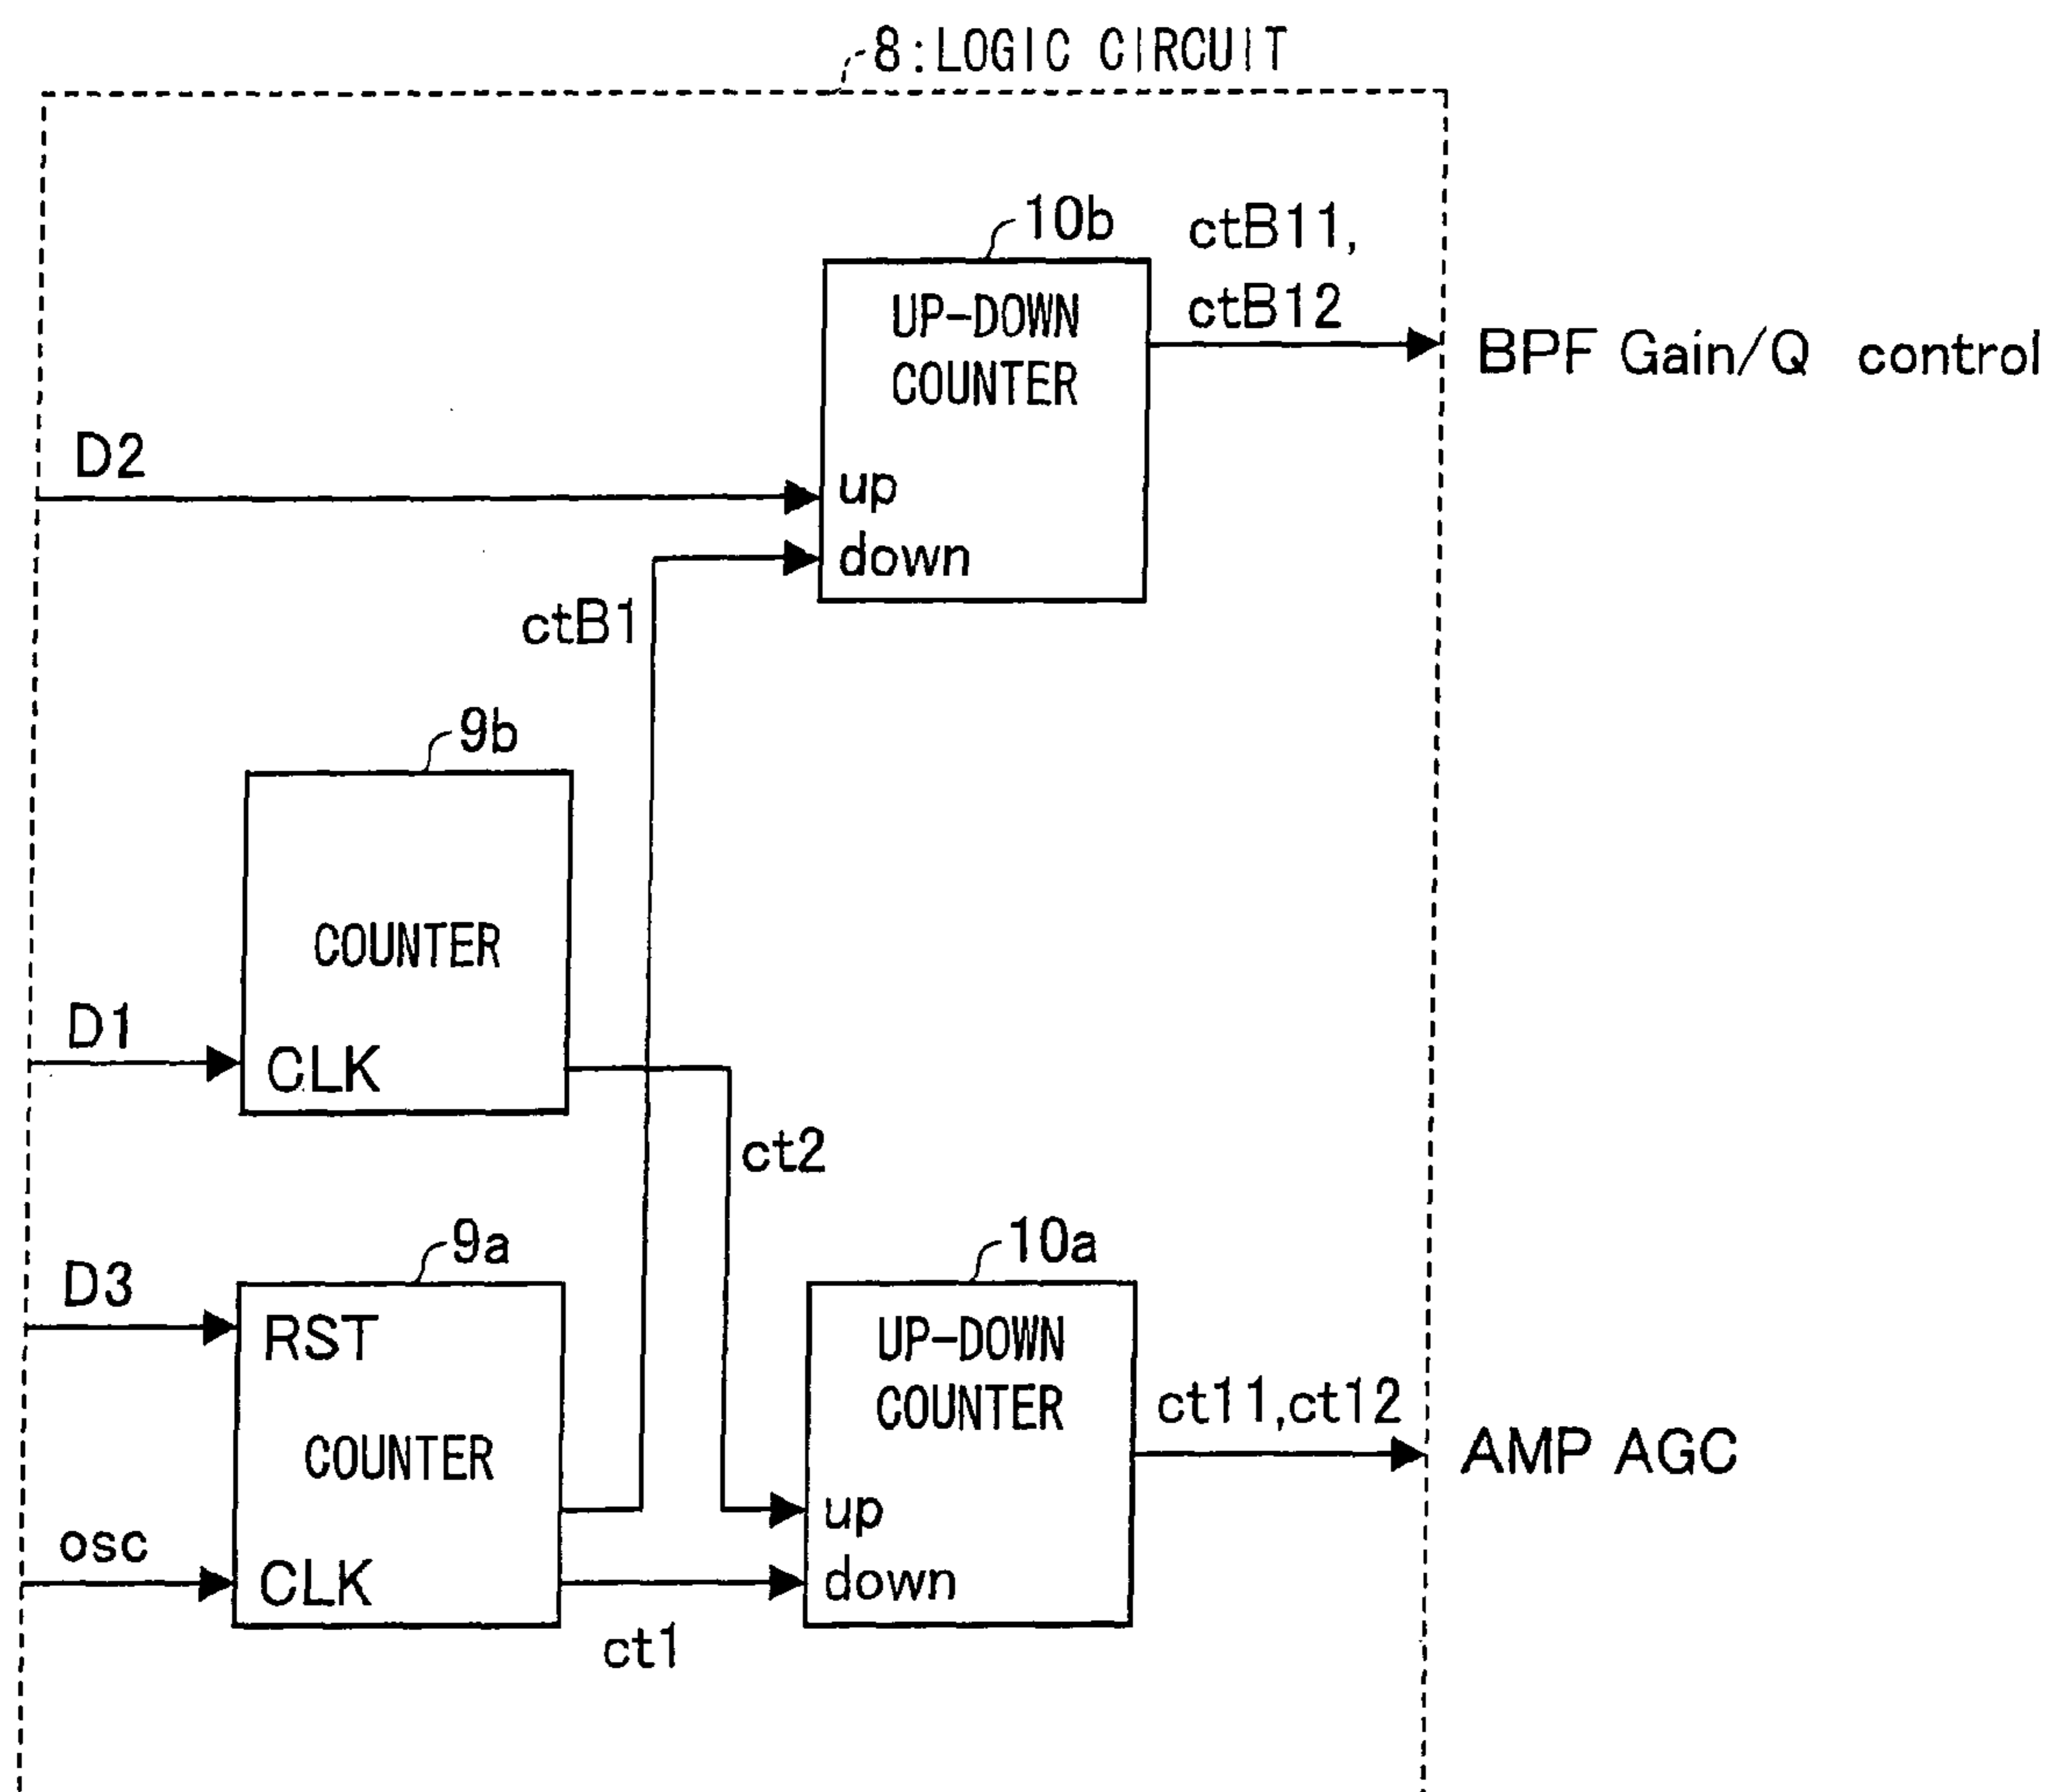 8:LOGIC CIRCUIT
10b
ctB11,
ctB12
UP-DOWN
COUNTER
BPF Gain/Q control
D2
up
down
ctB1
9b
COUNTER
D1
CLK
ct2
9a
10a
D3
RST
UP-DOWN
COUNTER
ct11,ct12
COUNTER
AMP AGC
up
osc
CLK
down
ct1